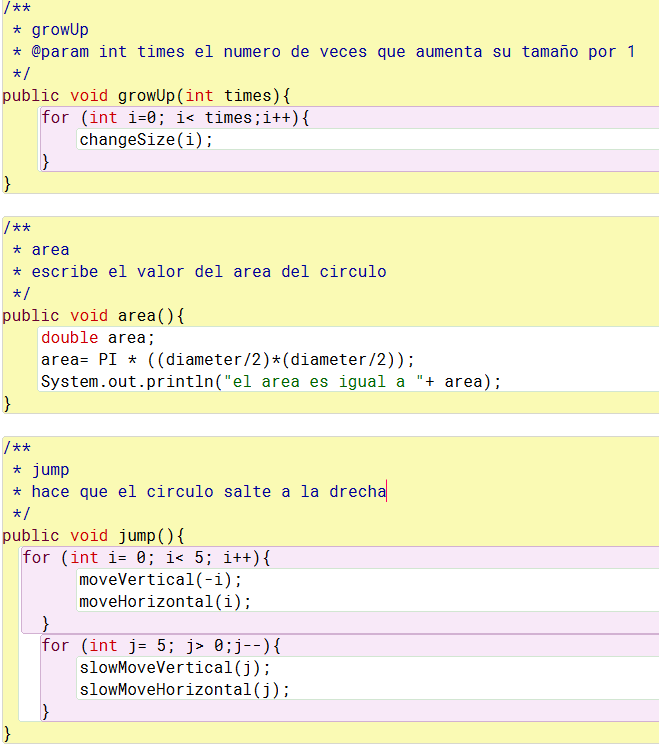 /**
 * growUp
 * @param int times el numero de veces que aumenta su tamaño por 1
 */
public void growUp(int times){
    for (int i=0; i< times;i++){
        changeSize(i);
    }
}
/**
 * area
 * escribe el valor del area del circulo
 */
public void area(){
    double area;
    area= PI * ((diameter/2)*(diameter/2));
    System.out.println("el area es igual a "+ area);
}
/**
 * jump
 * hace que el circulo salte a la drecha
 */
public void jump(){
  for (int i= 0; i< 5; i++){
        moveVertical(-i);
        moveHorizontal(i);
    }
    for (int j= 5; j> 0;j--){
        slowMoveVertical(j);
        slowMoveHorizontal(j);
    }
}